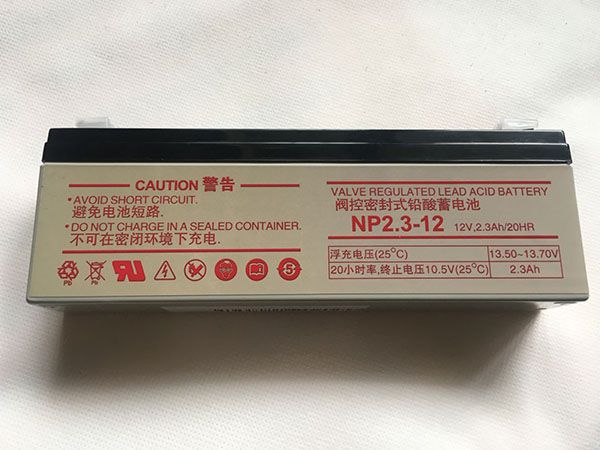 CAUTION 警告
• AVOID SHORT CIRCUIT.
避免电池短路.
• DO NOT CHARGE IN A SEALED CONTAINER.
不可在密闭环境下充电.
Pb
Pb
5
VALVE REGULATED LEAD ACID BATTERY
阀控密封式铅酸蓄电池
NP2.3-12 12V,2.3Ah/20HR
浮充电压(25°C) 13.50~13.70V
20小时率,终止电压10.5V(25°C) 2.3Ah